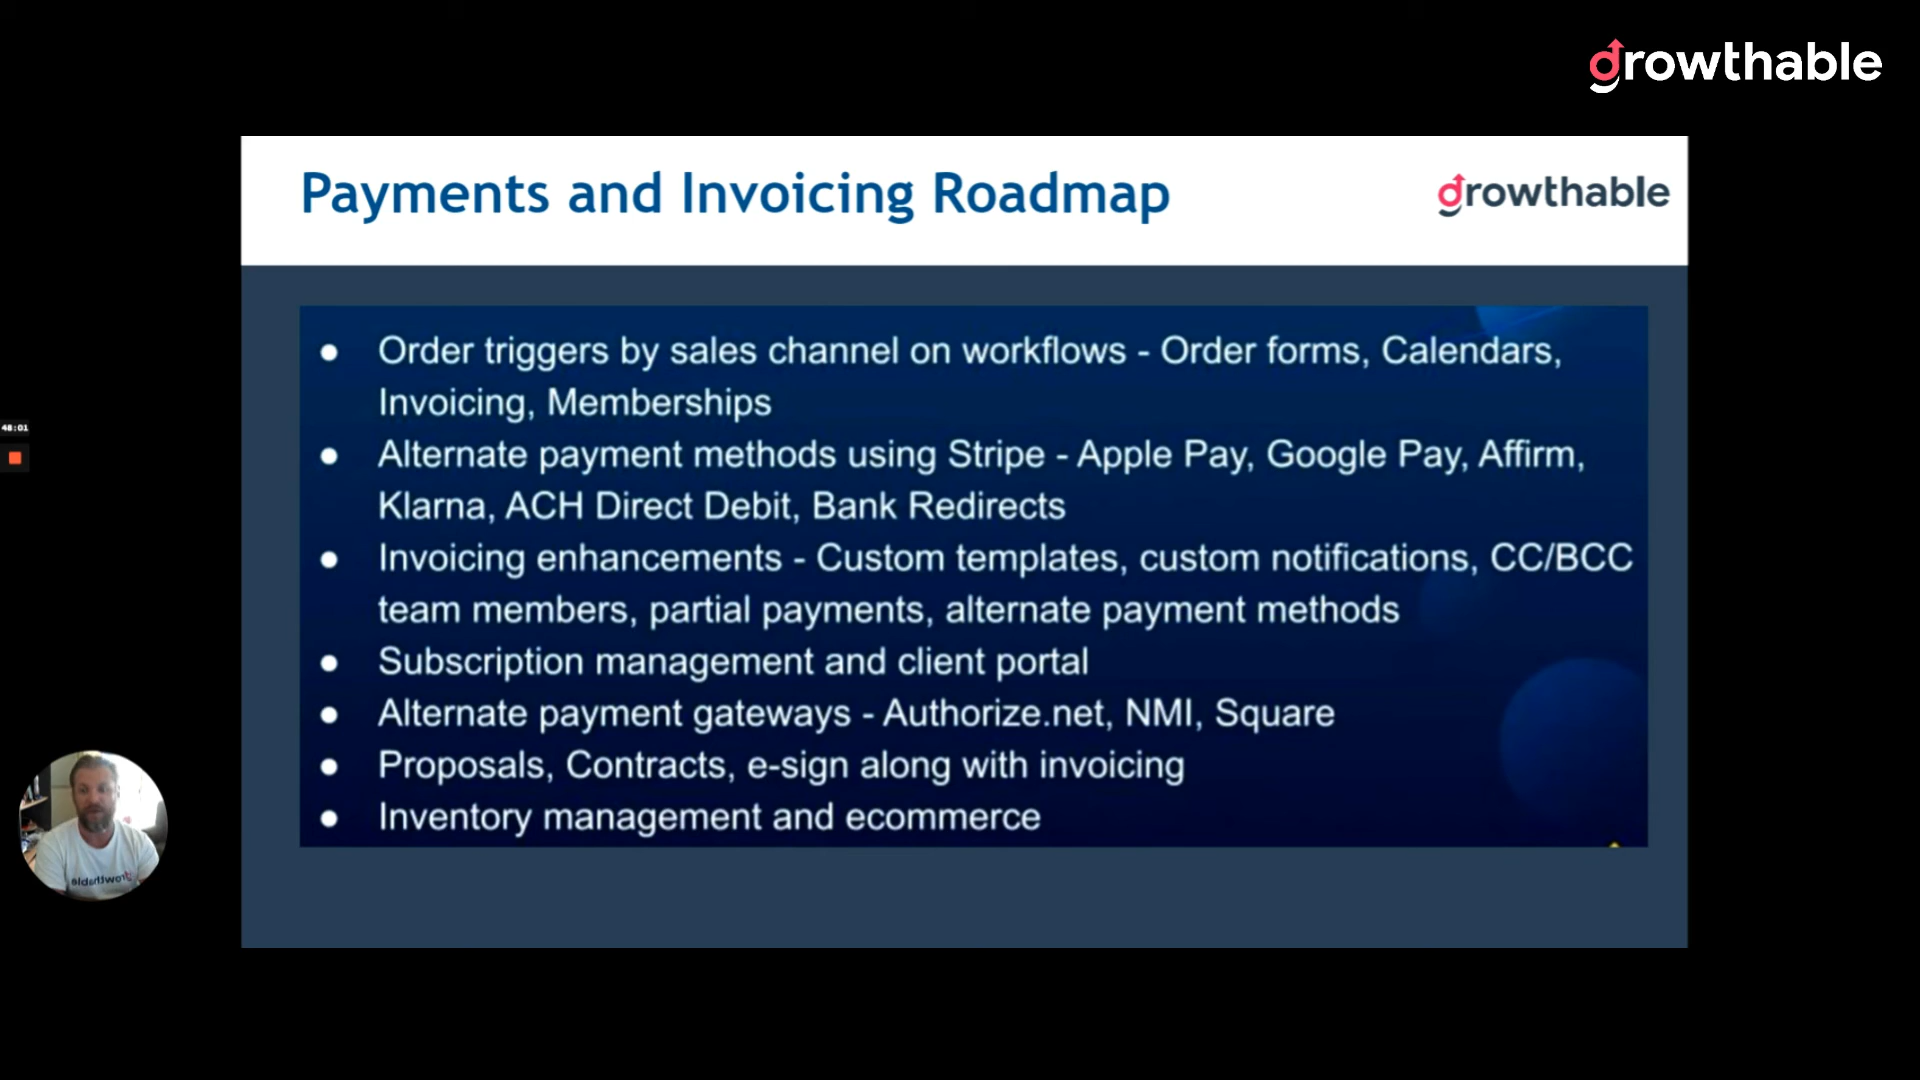 growthable
Payments and Invoicing Roadmap
growthable
● Order triggers by sales channel on workflows - Order forms, Calendars,
Invoicing, Memberships
● Alternate payment methods using Stripe - Apple Pay, Google Pay, Affirm,
Klarna, ACH Direct Debit, Bank Redirects
● Invoicing enhancements - Custom templates, custom notifications, CC/BCC
team members, partial payments, alternate payment methods
● Subscription management and client portal
● Alternate payment gateways - Authorize.net, NMI, Square
● Proposals, Contracts, e-sign along with invoicing
● Inventory management and ecommerce
48:01
growthable